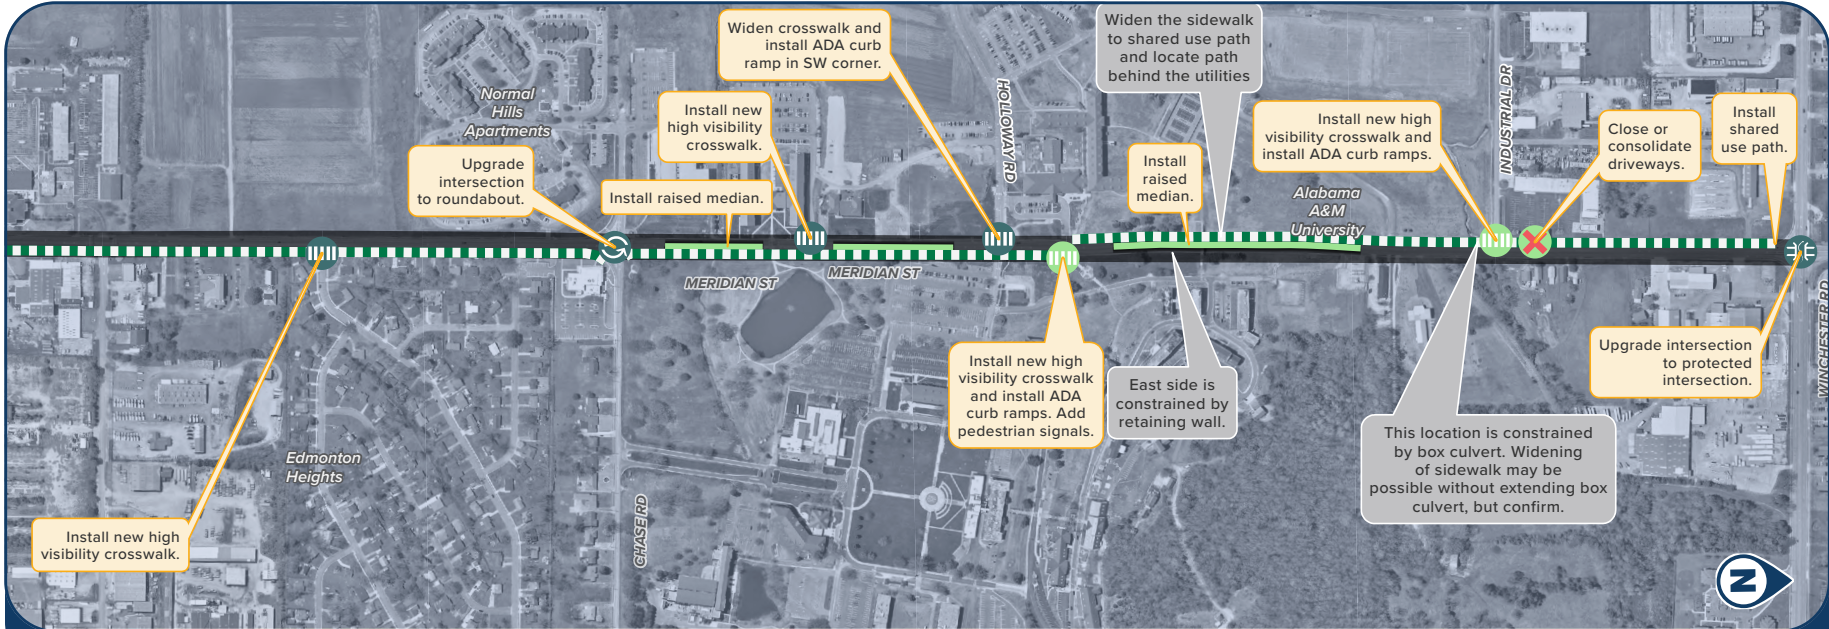 Widen crosswalk and
install ADA curb
ramp in SW corner.
Widen the sidewalk
to shared use path
and locate path
behind the utilities
Normal
Hills
Apartments
Install new
high visibility
crosswalk.
HOLLOWAY RD
Install new high
visibility crosswalk and
install ADA curb ramps.
INDUSTRIAL DR
Close or
consolidate
driveways.
Install
shared
use path.
Upgrade
intersection
to roundabout.
Install raised median.
Install
raised
median.
Alabama
A&M
University
MERIDIAN ST
MERIDIAN ST
Install new high
visibility crosswalk
and install ADA
curb ramps. Add
pedestrian signals.
East side is
constrained by
retaining wall.
Upgrade intersection
to protected
intersection.
WINCHESTER RD
This location is constrained
by box culvert. Widening
of sidewalk may be
possible without extending box
culvert, but confirm.
Edmonton
Heights
CHASE RD
Install new high
visibility crosswalk.
N